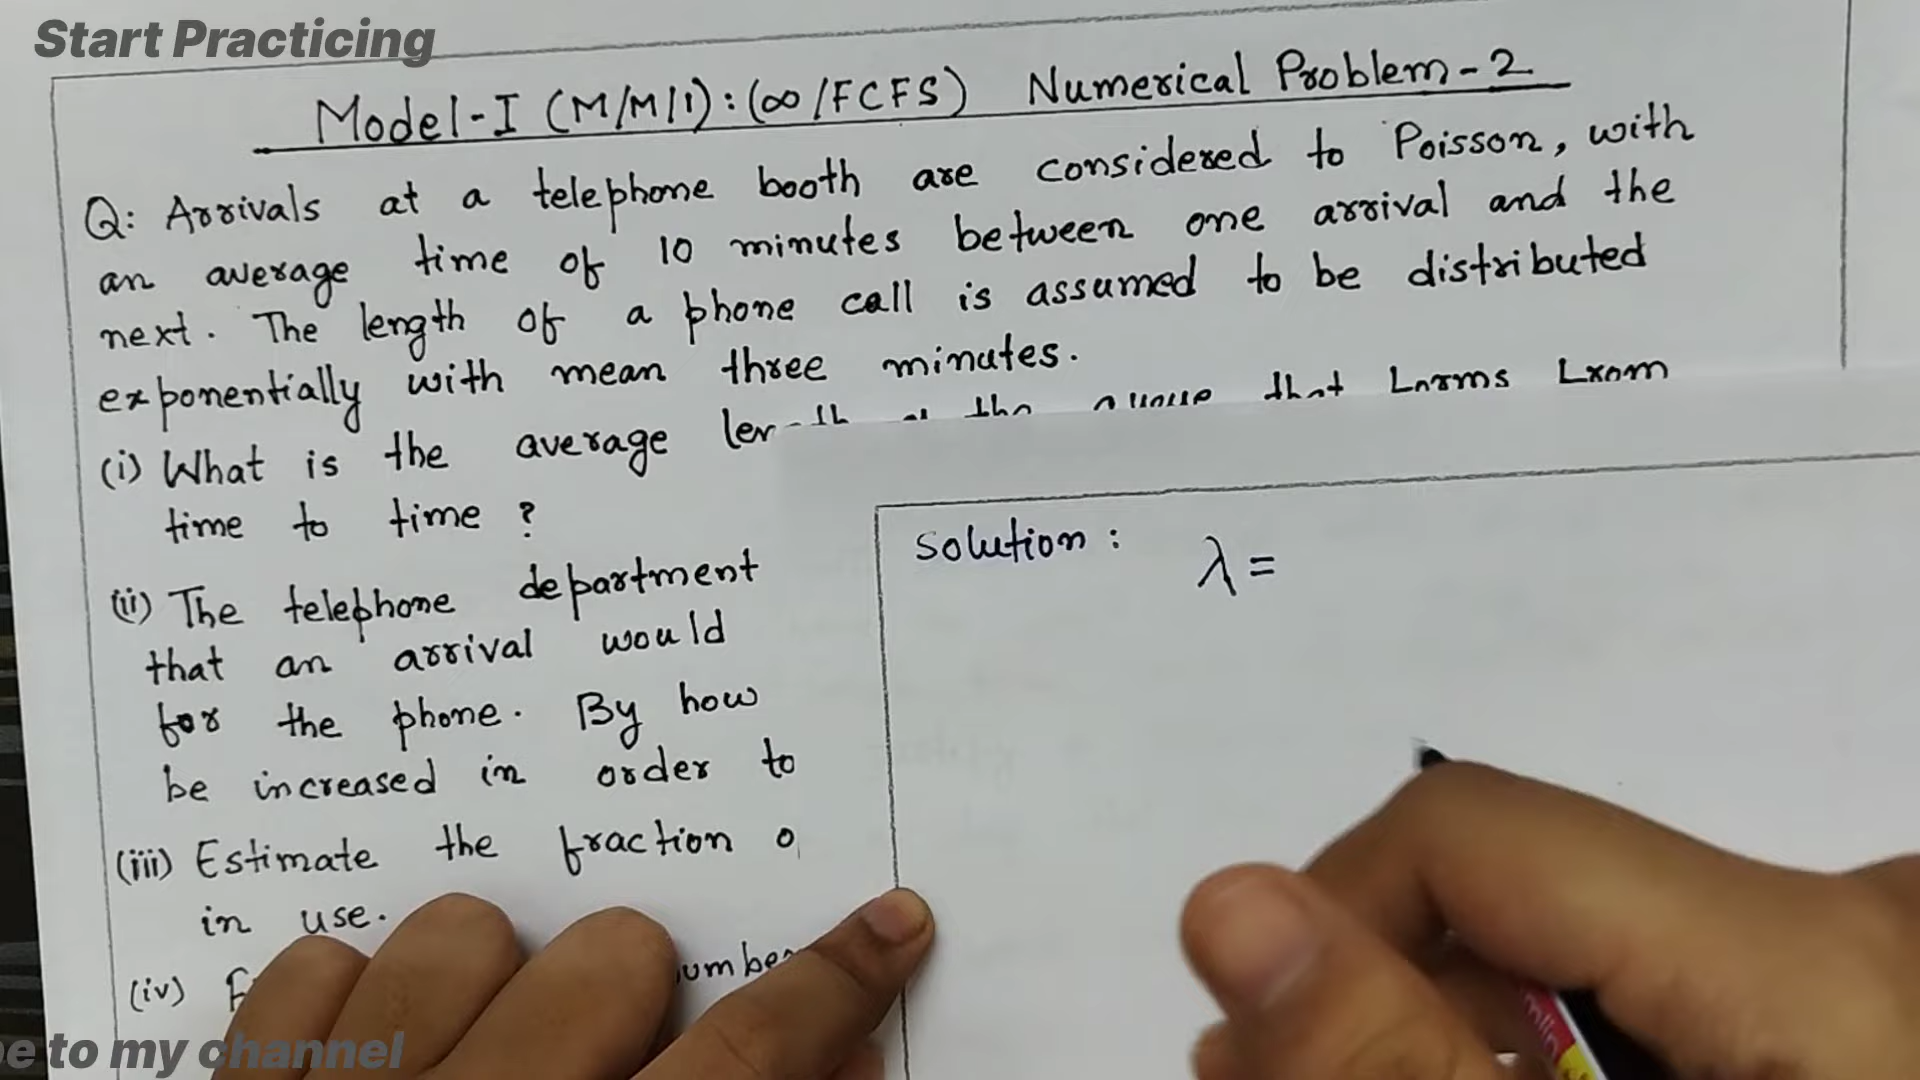 Start Practicing
Model-I (M/M/1) : (∞/FCFS) Numerical Problem-2
Q: Arrivals at a telephone booth are considered to Poisson, with
an average time of 10 minutes between one arrival and the
next. The length of a phone call is assumed to be distributed
exponentially with mean three minutes.
(i) What is the average
time to time ?
(ii) The telephone department
that an arrival would
for the phone. By how
be increased in order to
(iii) Estimate the fraction
in use.
(iv)
Solution : λ =
to my channel